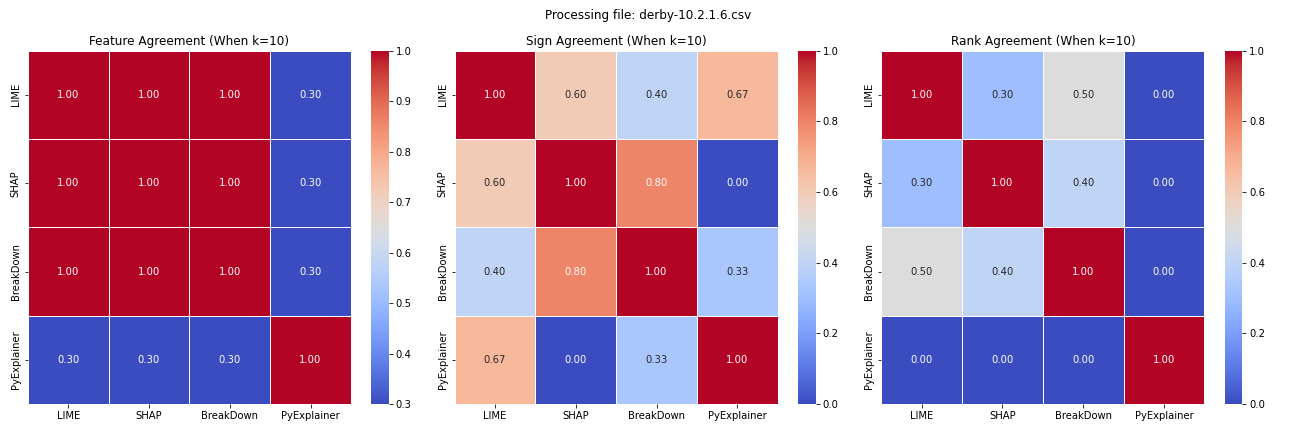 Processing file: derby-10.2.1.6.csv
Feature Agreement (When k=10)
LIME
SHAP
BreakDown
PyExplainer
1.00 1.00 1.00 0.30
1.00 1.00 1.00 0.30
1.00 1.00 1.00 0.30
0.30 0.30 0.30 1.00
LIME SHAP BreakDown PyExplainer
1.0
0.9
0.8
0.7
0.6
0.5
0.4
0.3
Sign Agreement (When k=10)
LIME
SHAP
BreakDown
PyExplainer
1.00 0.60 0.40 0.67
0.60 1.00 0.80 0.00
0.40 0.80 1.00 0.33
0.67 0.00 0.33 1.00
LIME SHAP BreakDown PyExplainer
1.0
0.8
0.6
0.4
0.2
0.0
Rank Agreement (When k=10)
LIME
SHAP
BreakDown
PyExplainer
1.00 0.30 0.50 0.00
0.30 1.00 0.40 0.00
0.50 0.40 1.00 0.00
0.00 0.00 0.00 1.00
LIME SHAP BreakDown PyExplainer
1.0
0.8
0.6
0.4
0.2
0.0